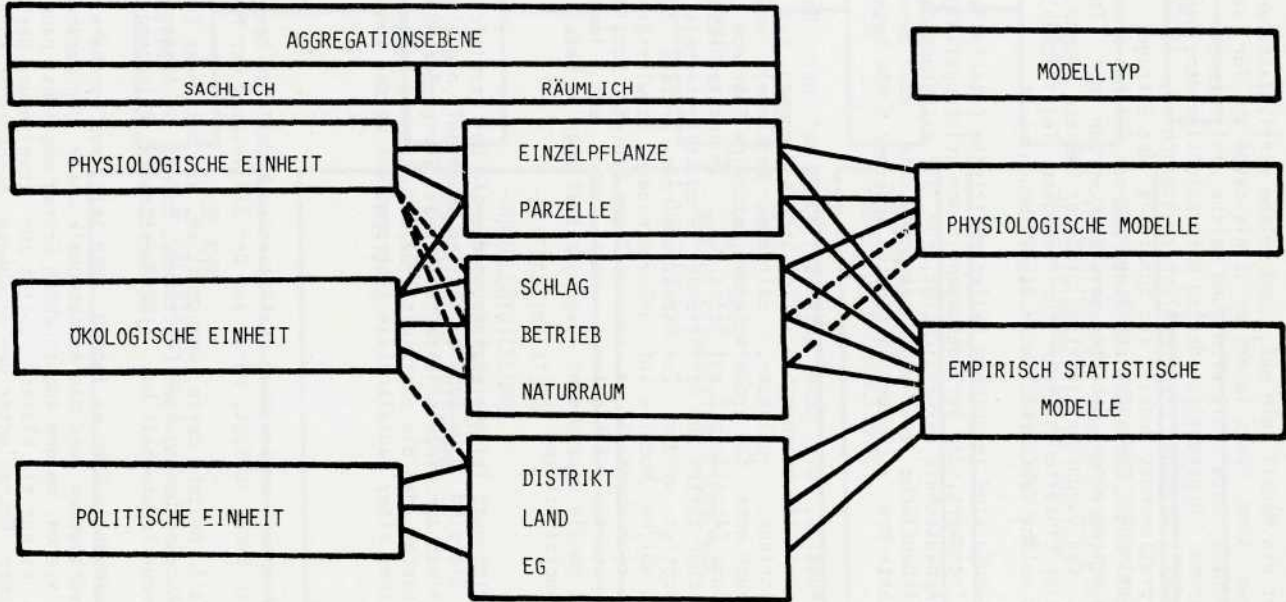 AGGREGATIONSEBENE
SACHLICH
RÄUMLICH
MODELLTYP
PHYSIOLOGISCHE EINHEIT
EINZELPFLANZE
PARZELLE
PHYSIOLOGISCHE MODELLE
ÖKOLOGISCHE EINHEIT
SCHLAG
BETRIEB
NATURRAUM
EMPIRISCH STATISTISCHE
MODELLE
POLITISCHE EINHEIT
DISTRIKT
LAND
EG